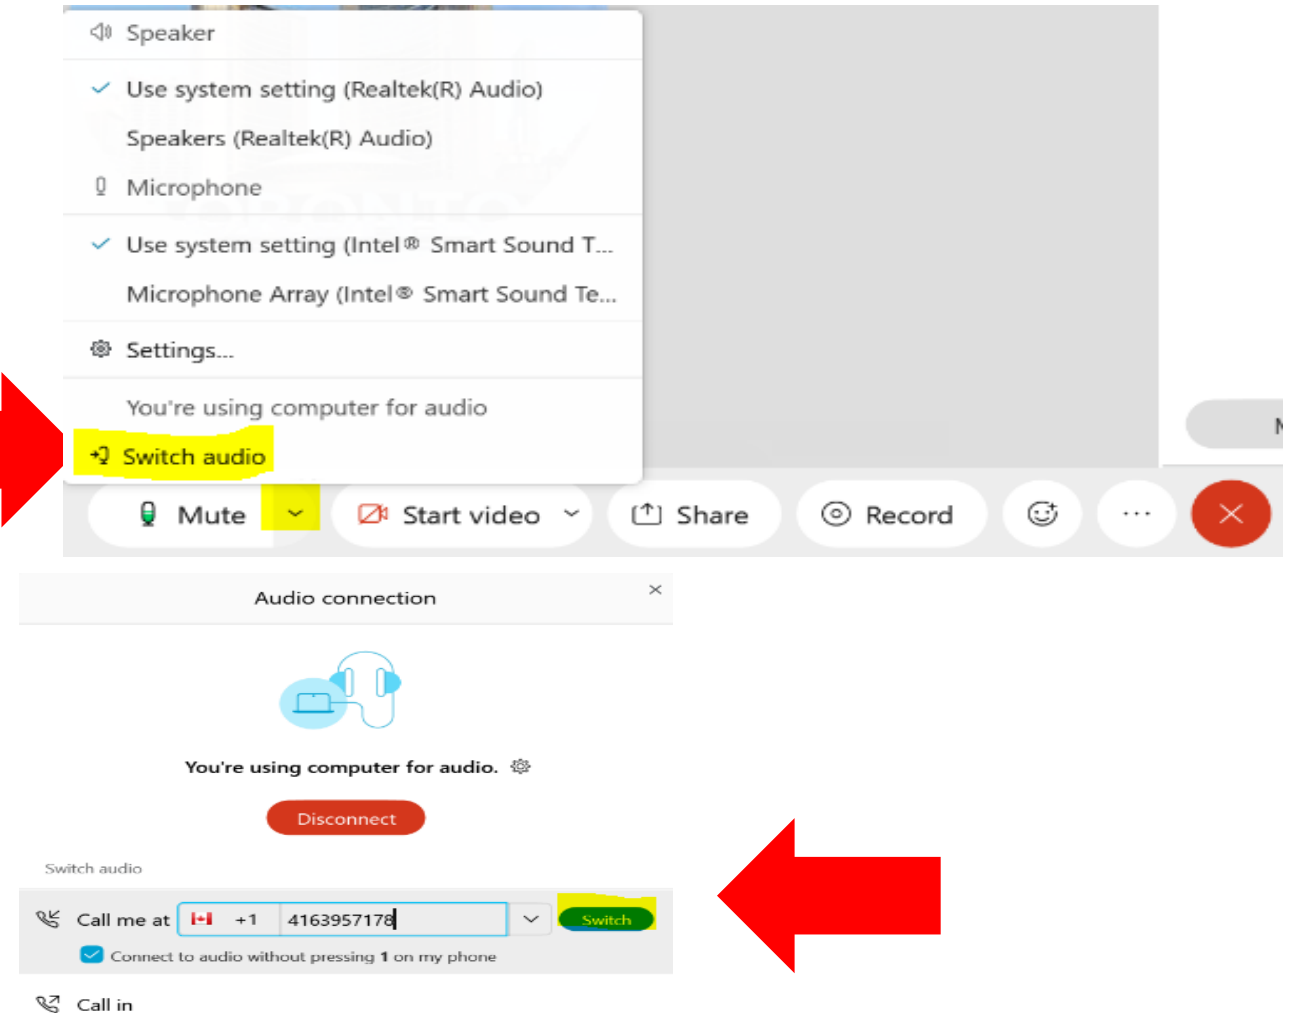 Speaker
Use system setting (Realtek(R) Audio)
Speakers (Realtek(R) Audio)
Microphone
Use system setting (Intel® Smart Sound T...
Microphone Array (Intel® Smart Sound Te...
Settings...
You're using computer for audio
Switch audio
Mute
Start video
Share
Record
Audio connection
You're using computer for audio.
Disconnect
Switch audio
Call me at +1 4163957178 Switch
Connect to audio without pressing 1 on my phone
Call in